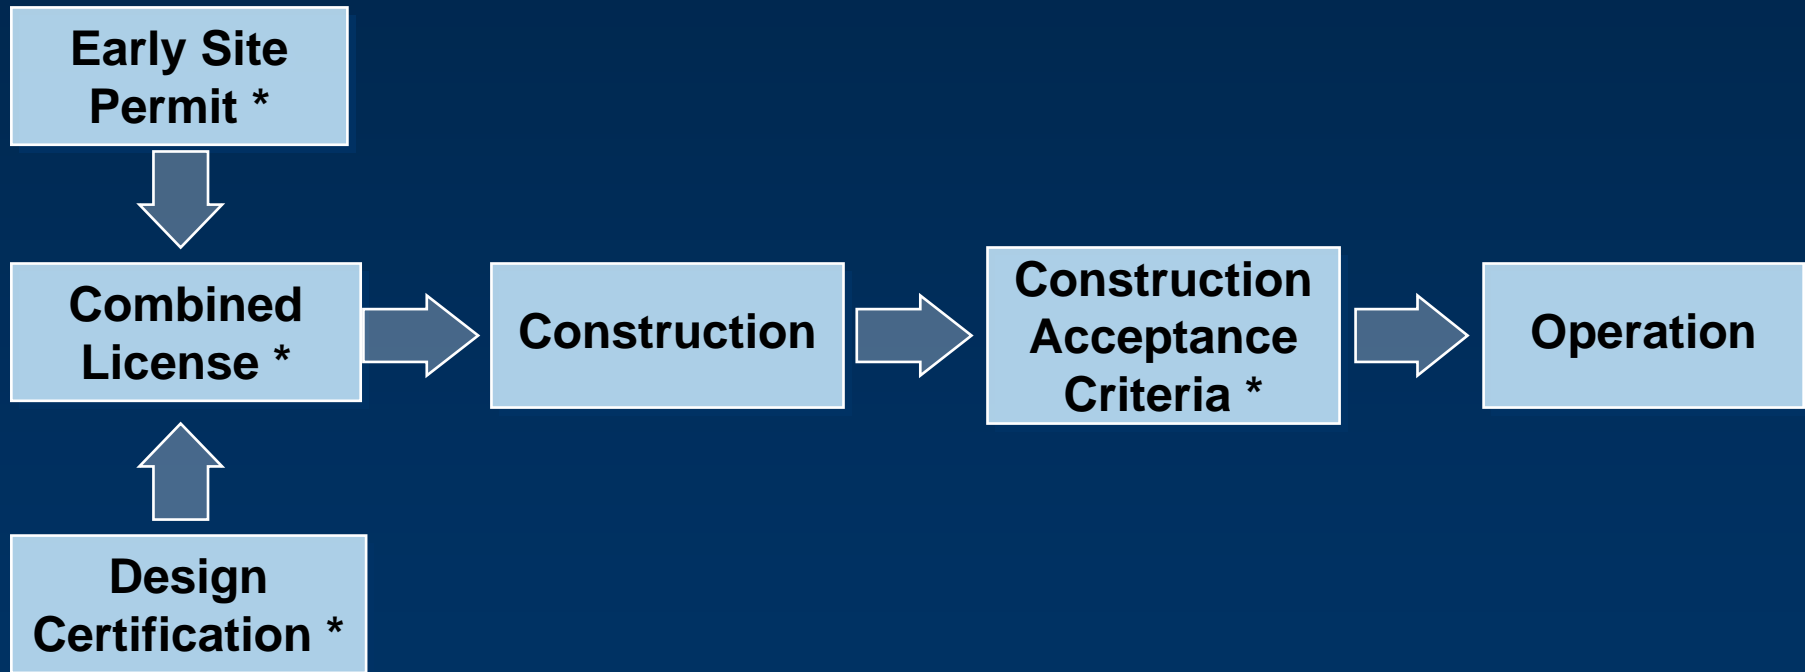 Early Site
Permit *
Combined
License *
Construction
Construction
Acceptance
Criteria *
Operation
Design
Certification *